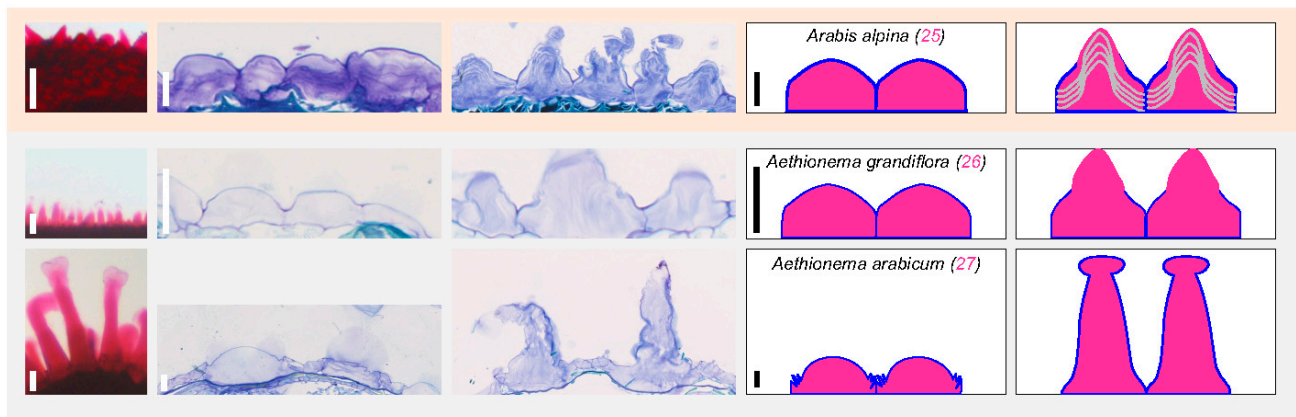 Arabis alpina (25)
Aethionema grandiflora (26)
Aethionema arabicum (27)